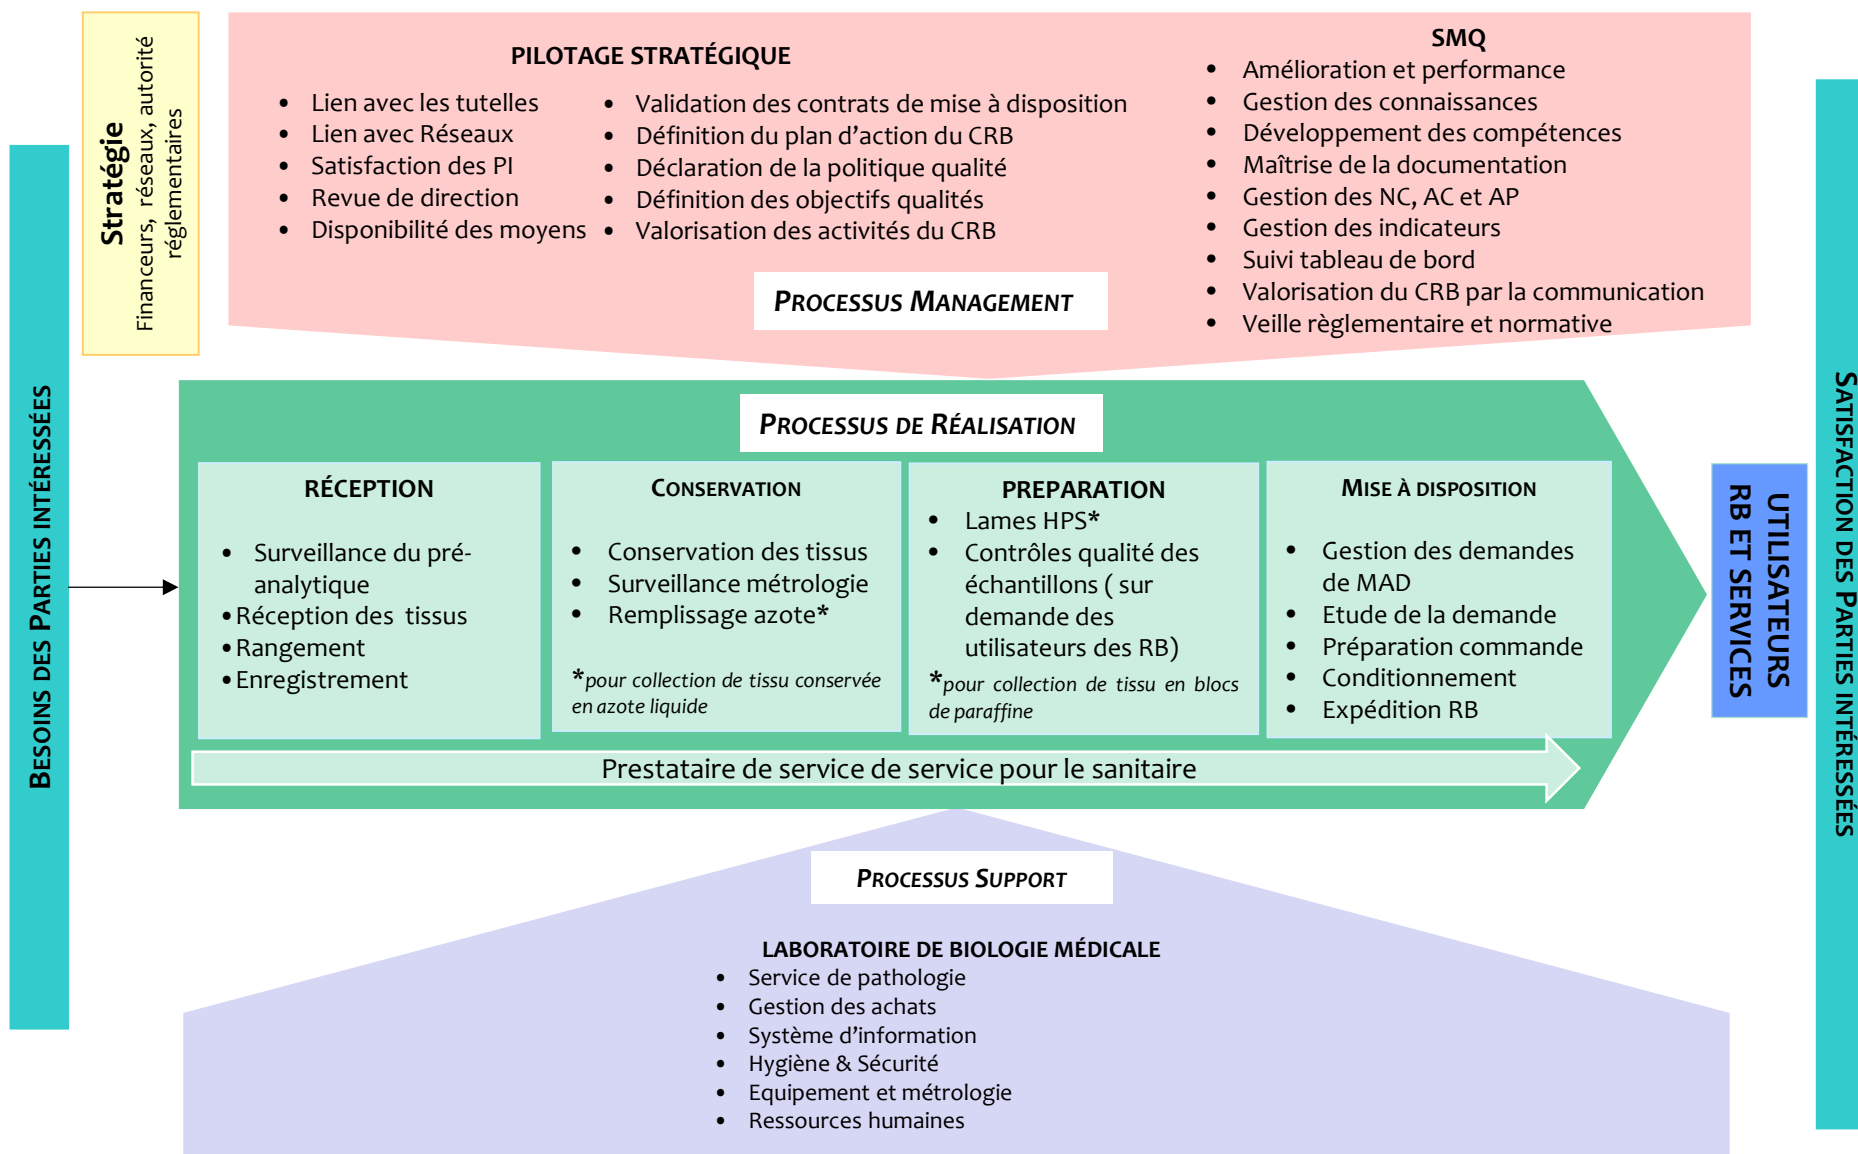 Stratégie
Financeurs, réseaux, autorité
réglementaires
BESOINS DES PARTIES INTÉRESSÉES
PILOTAGE STRATÉGIQUE
• Lien avec les tutelles
• Lien avec Réseaux
• Satisfaction des PI
• Revue de direction
• Disponibilité des moyens
• Validation des contrats de mise à disposition
• Définition du plan d'action du CRB
• Déclaration de la politique qualité
• Définition des objectifs qualités
• Valorisation des activités du CRB
SMQ
• Amélioration et performance
• Gestion des connaissances
• Développement des compétences
• Maîtrise de la documentation
• Gestion des NC, AC et AP
• Gestion des indicateurs
• Suivi tableau de bord
• Valorisation du CRB par la communication
• Veille règlementaire et normative
PROCESSUS MANAGEMENT
PROCESSUS DE RÉALISATION
RÉCEPTION
• Surveillance du pré-
analytique
• Réception des tissus
• Rangement
• Enregistrement
CONSERVATION
• Conservation des tissus
• Surveillance métrologie
• Remplissage azote*
*pour collection de tissu conservée
en azote liquide
PREPARATION
• Lames HPS*
• Contrôles qualité des
échantillons ( sur
demande des
utilisateurs des RB)
*pour collection de tissu en blocs
de paraffine
MISE À DISPOSITION
• Gestion des demandes
de MAD
• Etude de la demande
• Préparation commande
• Conditionnement
• Expédition RB
Prestataire de service de service pour le sanitaire
UTILISATEURS
RB ET SERVICES
SATISFACTION DES PARTIES INTÉRESSÉES
PROCESSUS SUPPORT
LABORATOIRE DE BIOLOGIE MÉDICALE
• Service de pathologie
• Gestion des achats
• Système d'information
• Hygiène & Sécurité
• Equipement et métrologie
• Ressources humaines